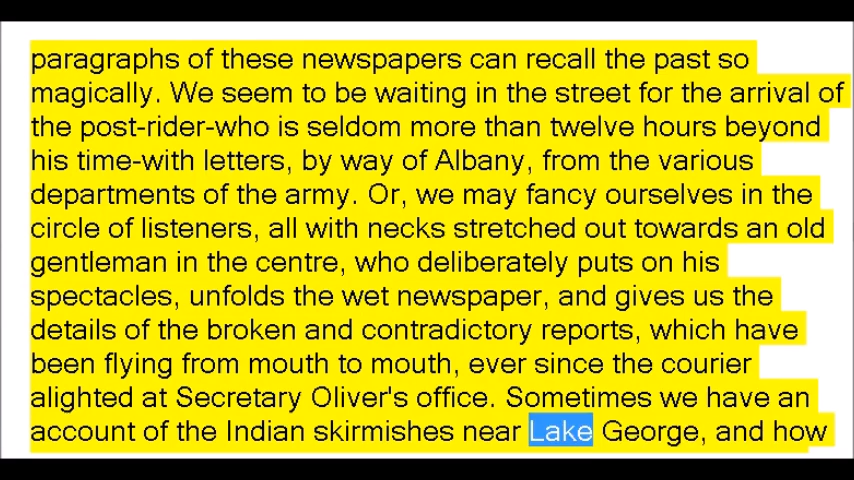 paragraphs of these newspapers can recall the past so
magically. We seem to be waiting in the street for the arrival of
the post-rider-who is seldom more than twelve hours beyond
his time-with letters, by way of Albany, from the various
departments of the army. Or, we may fancy ourselves in the
circle of listeners, all with necks stretched out towards an old
gentleman in the centre, who deliberately puts on his
spectacles, unfolds the wet newspaper, and gives us the
details of the broken and contradictory reports, which have
been flying from mouth to mouth, ever since the courier
alighted at Secretary Oliver's office. Sometimes we have an
account of the Indian skirmishes near Lake George, and how